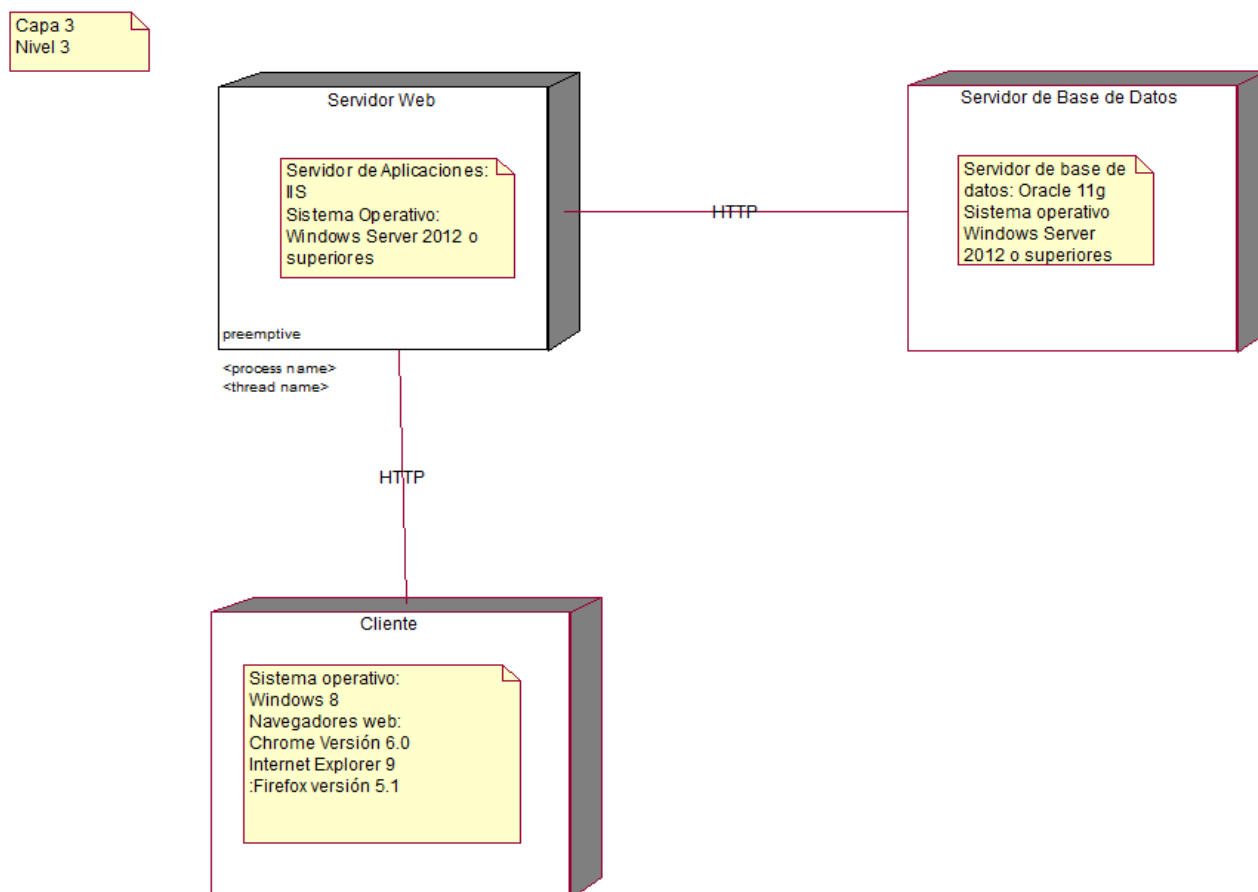 Capa 3
Nivel 3
Servidor Web
Servidor de Aplicaciones:
IIS
Sistema Operativo:
Windows Server 2012 o
superiores
preemptive
<process name>
<thread name>
HTTP
Servidor de Base de Datos
Servidor de base de
datos: Oracle 11g
Sistema operativo
Windows Server
2012 o superiores
HTTP
Cliente
Sistema operativo:
Windows 8
Navegadores web:
Chrome Versión 6.0
Internet Explorer 9
:Firefox versión 5.1